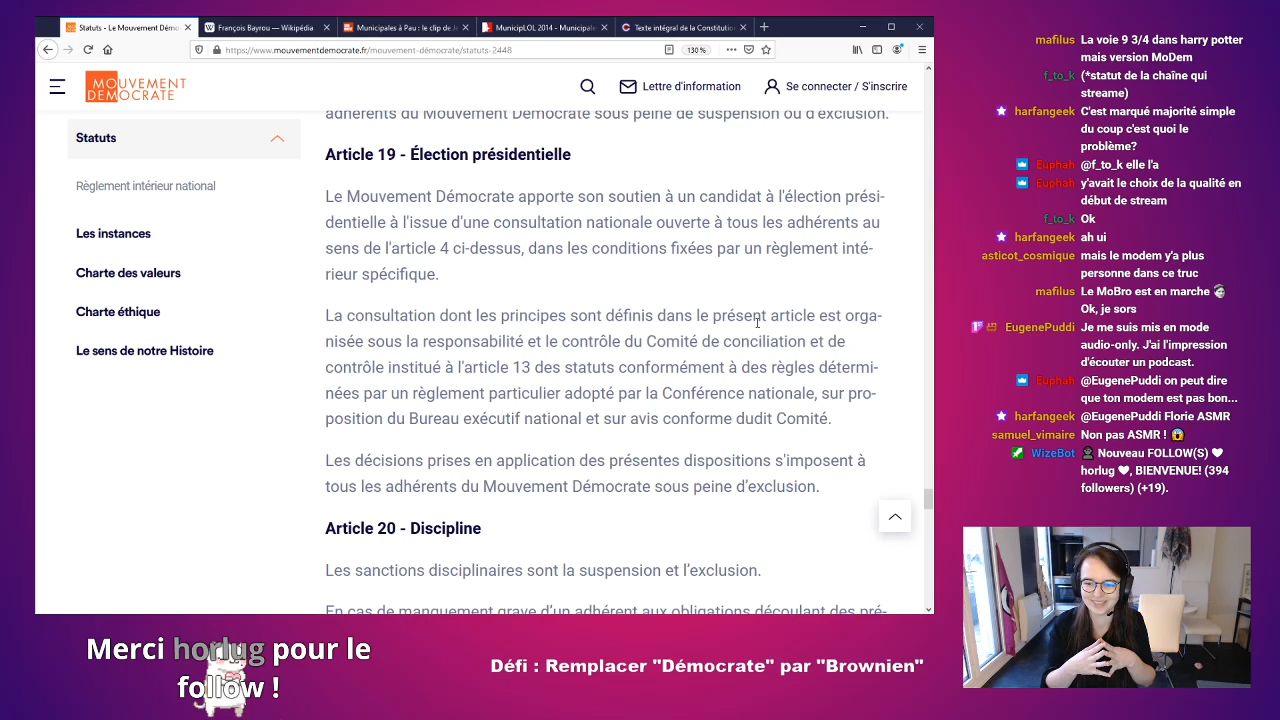 Statuts - Le Mouvement Démo
François Bayrou — Wikipédia
Municipales à Pau : le clip de J
MunicipLOL 2014 - Municipale
Texte intégral de la Constitution
https://www.mouvementdemocrate.fr/mouvement-démocrate/statuts-2448
130 %
MOUVEMENT
DEMOCRATE
Lettre d'information
Se connecter / S'inscrire
Statuts
Règlement intérieur national
Les instances
Charte des valeurs
Charte éthique
Le sens de notre Histoire
adhérents du Mouvement Démocrate sous peine de suspension ou d'exclusion.
Article 19 - Élection présidentielle
Le Mouvement Démocrate apporte son soutien à un candidat à l'élection prési-
dentielle à l'issue d'une consultation nationale ouverte à tous les adhérents au
sens de l'article 4 ci-dessus, dans les conditions fixées par un règlement inté-
rieur spécifique.
La consultation dont les principes sont définis dans le présent article est orga-
nisée sous la responsabilité et le contrôle du Comité de conciliation et de
contrôle institué à l'article 13 des statuts conformément à des règles détermi-
nées par un règlement particulier adopté par la Conférence nationale, sur pro-
position du Bureau exécutif national et sur avis conforme dudit Comité.
Les décisions prises en application des présentes dispositions s'imposent à
tous les adhérents du Mouvement Démocrate sous peine d'exclusion.
Article 20 - Discipline
Les sanctions disciplinaires sont la suspension et l'exclusion.
En cas de manquement grave d'un adhérent aux obligations découlant des pré-
mafilus La voie 9 3/4 dans harry potter
mais version MoDem
f_to_k (*statut de la chaîne qui
streame)
harfangeek C'est marqué majorité simple
du coup c'est quoi le
problème?
Euphah @f_to_k elle l'a
Euphah y'avait le choix de la qualité en
début de stream
f_to_k Ok
harfangeek ah ui
asticot_cosmique mais le modem y'a plus
personne dans ce truc
mafilus Le MoBro est en marche
Ok, je sors
EugenePuddi Je me suis mis en mode
audio-only. J'ai l'impression
d'écouter un podcast.
Euphah @EugenePuddi on peut dire
que ton modem est pas bon...
harfangeek @EugenePuddi Florie ASMR
samuel_vimaire Non pas ASMR ! 😱
WizeBot Nouveau FOLLOW(S) ♥
horlug ♥, BIENVENUE! (394
followers) (+19).
Merci horlug pour le
follow !
Défi : Remplacer "Démocrate" par "Brownien"